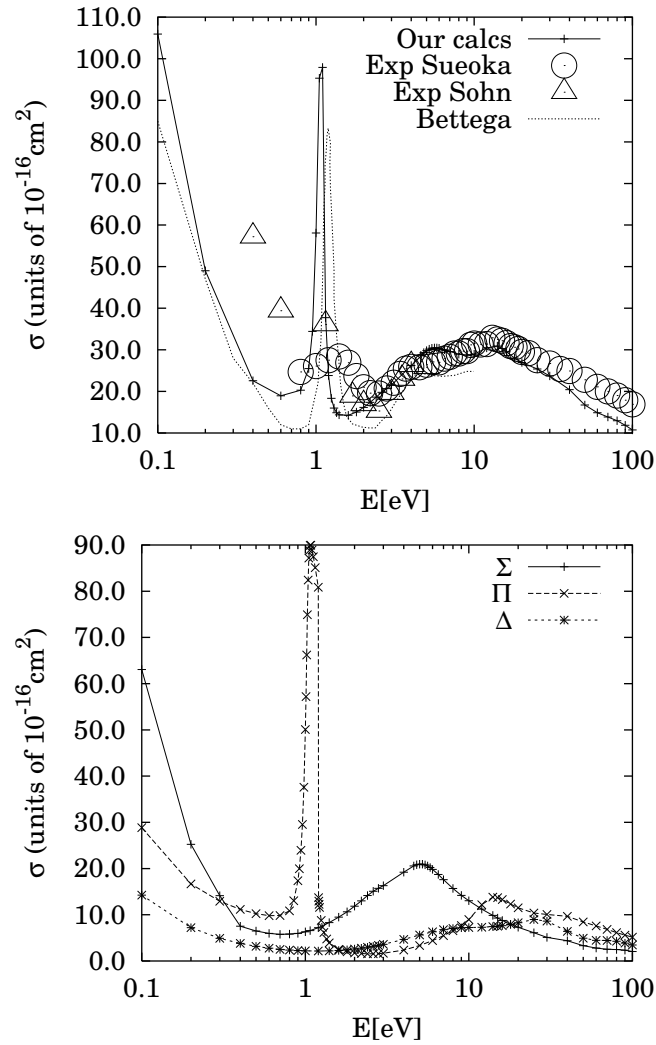 110.0
100.0
90.0
80.0
70.0
60.0
50.0
40.0
30.0
20.0
10.0
σ (units of 10⁻¹⁶cm²)
Our calcs
Exp Sueoka
Exp Sohn
Bettega
0.1 1 10 100
E[eV]
90.0
80.0
70.0
60.0
50.0
40.0
30.0
20.0
10.0
0.0
σ (units of 10⁻¹⁶cm²)
Σ
Π
Δ
0.1 1 10 100
E[eV]